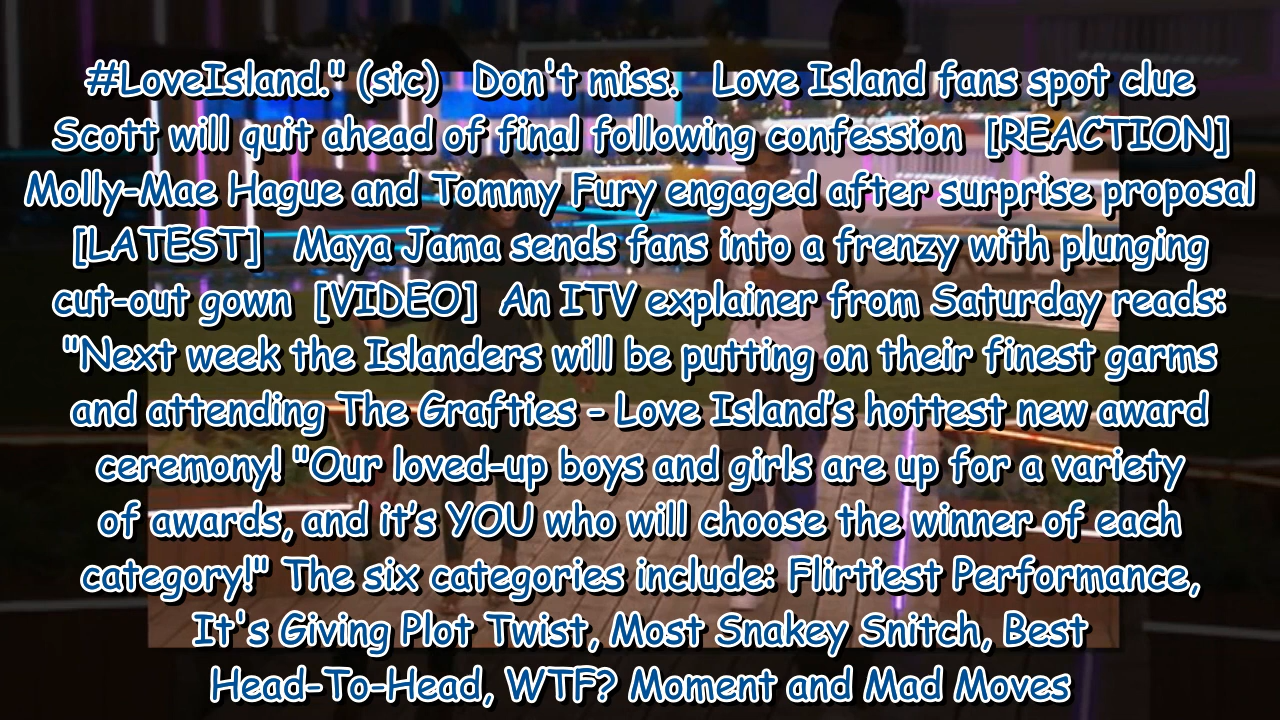 #LoveIsland." (sic) Don't miss. Love Island fans spot clue
Scott will quit ahead of final following confession [REACTION]
Molly-Mae Hague and Tommy Fury engaged after surprise proposal
[LATEST] Maya Jama sends fans into a frenzy with plunging
cut-out gown [VIDEO] An ITV explainer from Saturday reads:
"Next week the Islanders will be putting on their finest garms
and attending The Grafties – Love Island’s hottest new award
ceremony! "Our loved-up boys and girls are up for a variety
of awards, and it’s YOU who will choose the winner of each
category!" The six categories include: Flirtiest Performance,
It's Giving Plot Twist, Most Snakey Snitch, Best
Head-To-Head, WTF? Moment and Mad Moves